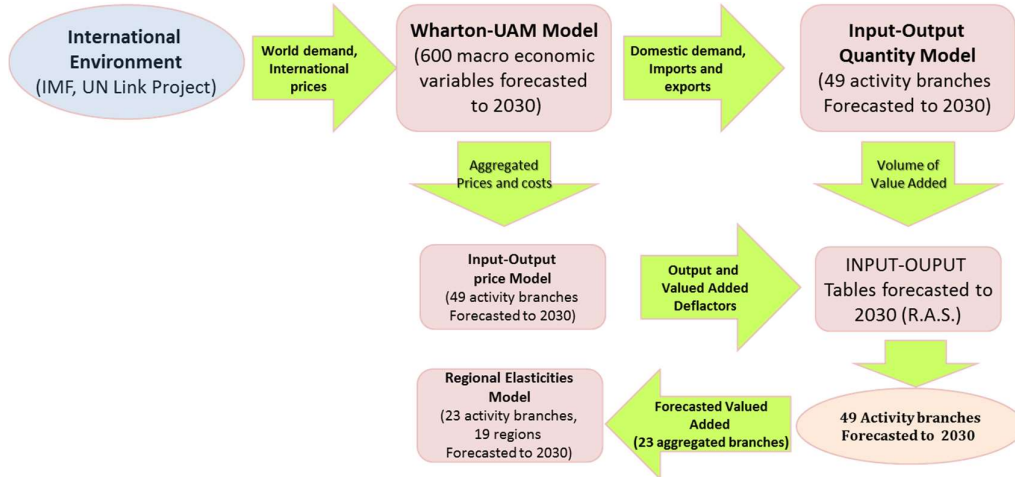 International
Environment
(IMF, UN Link Project)
World demand,
International
prices
Wharton-UAM Model
(600 macro economic
variables forecasted
to 2030)
Domestic demand,
Imports and
exports
Input-Output
Quantity Model
(49 activity branches
Forecasted to 2030)
Aggregated
Prices and costs
Volume of
Value Added
Input-Output
price Model
(49 activity branches
Forecasted to 2030)
Output and
Valued Added
Deflactors
INPUT-OUPUT
Tables forecasted to
2030 (R.A.S.)
Regional Elasticities
Model
(23 activity branches,
19 regions
Forecasted to 2030)
Forecasted Valued
Added
(23 aggregated branches)
49 Activity branches
Forecasted to 2030